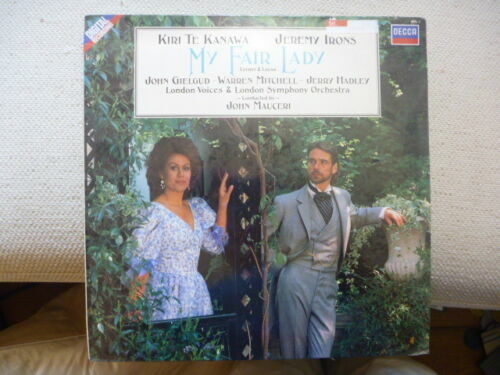 DIGITAL
KIRI TE KANAWA JEREMY IRONS
DECCA
MY FAIR LADY
Lerner & Loewe
JOHN GIELGUD · WARREN MITCHELL · JERRY HADLEY
LONDON VOICES & LONDON SYMPHONY ORCHESTRA
conducted by
JOHN MAUCERI